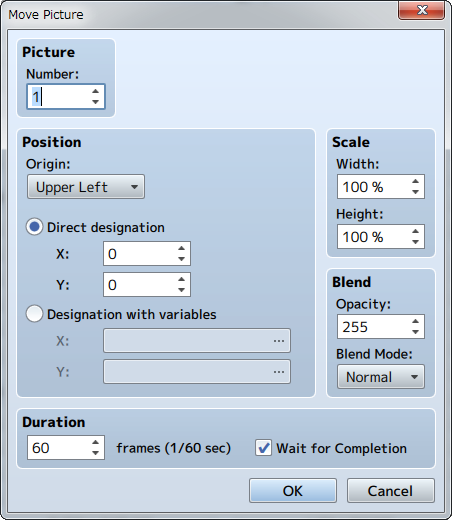 Move Picture
Picture
Number:
1
Position
Origin:
Upper Left
Direct designation
X: 0
Y: 0
Designation with variables
X: ...
Y: ...
Scale
Width:
100 %
Height:
100 %
Blend
Opacity:
255
Blend Mode:
Normal
Duration
60 frames (1/60 sec) Wait for Completion
OK Cancel